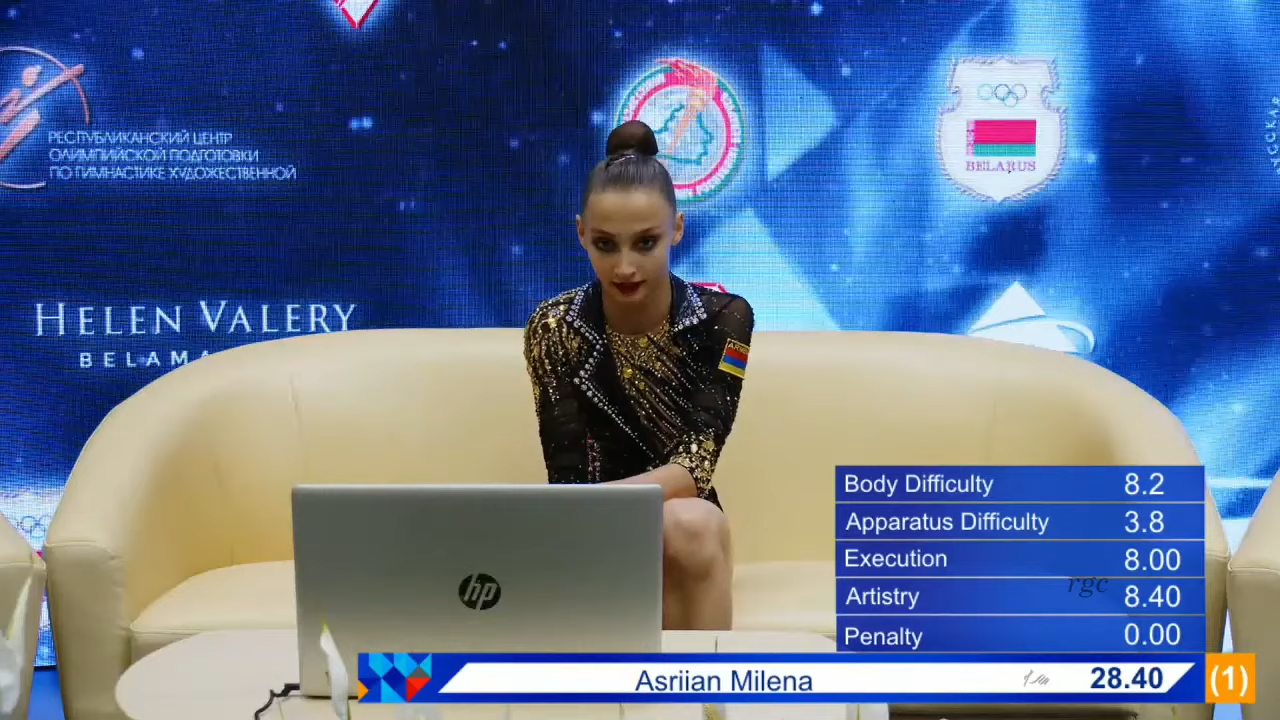 РЕСПУБЛИКАНСКИЙ ЦЕНТР
ОЛИМПИЙСКОЙ ПОДГОТОВКИ
ПО ГИМНАСТИКЕ ХУДОЖЕСТВЕННОЙ
BELARUS
HELEN VALERY
hp
Body Difficulty 8.2
Apparatus Difficulty 3.8
Execution 8.00
rgc
Artistry 8.40
Penalty 0.00
Asriian Milena 28.40 (1)